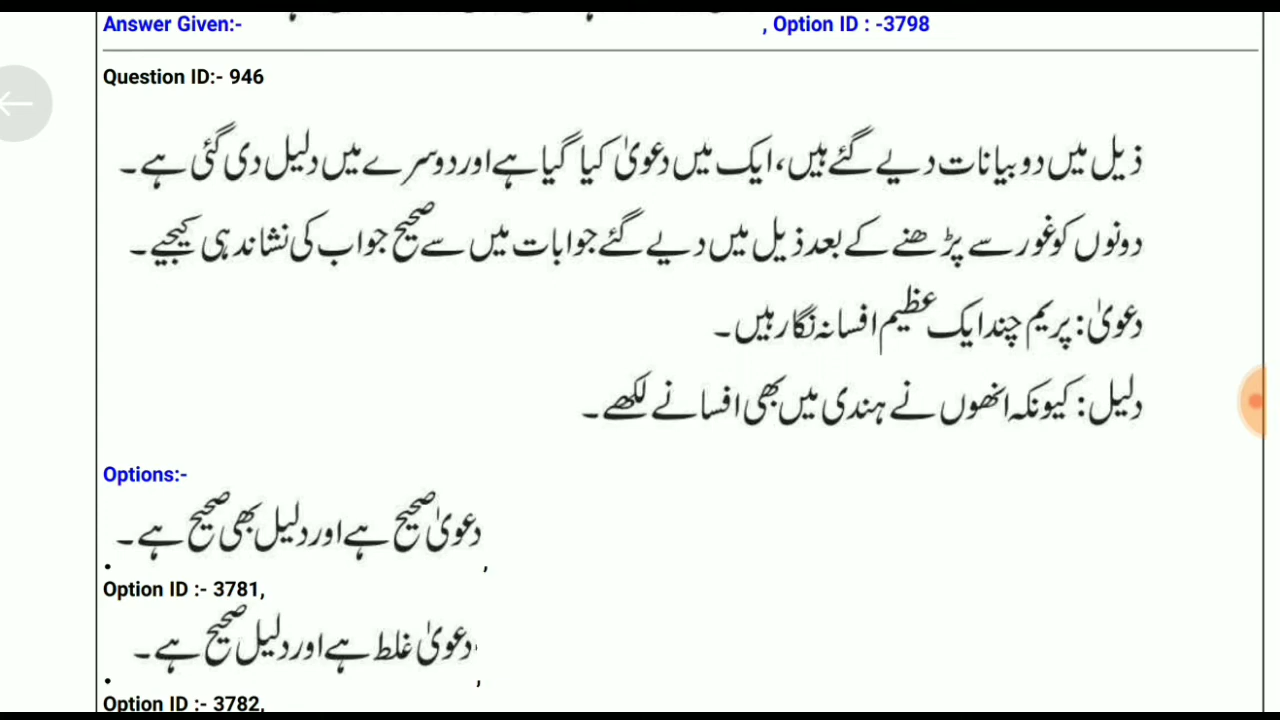 Answer Given:- , Option ID : -3798
Question ID:- 946
ذیل میں دو بیانات دیے گئے ہیں، ایک میں دعویٰ کیا گیا ہے اور دوسرے میں دلیل دی گئی ہے۔
دونوں کو غور سے پڑھنے کے بعد ذیل میں دیے گئے جوابات میں سے صحیح جواب کی نشاندہی کیجیے۔
دعویٰ: پریم چند ایک عظیم افسانہ نگار ہیں۔
دلیل: کیونکہ انھوں نے ہندی میں بھی افسانے لکھے۔
Options:-
دعویٰ صحیح ہے اور دلیل بھی صحیح ہے۔
Option ID :- 3781,
دعویٰ غلط ہے اور دلیل صحیح ہے۔
Option ID :- 3782,